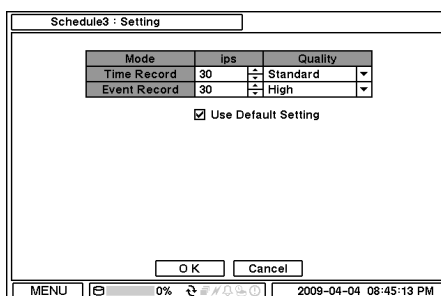 Schedule3 : Setting
Mode ips Quality
Time Record 30 Standard
Event Record 30 High
Use Default Setting
OK Cancel
MENU 0% 2009-04-04 08:45:13 PM